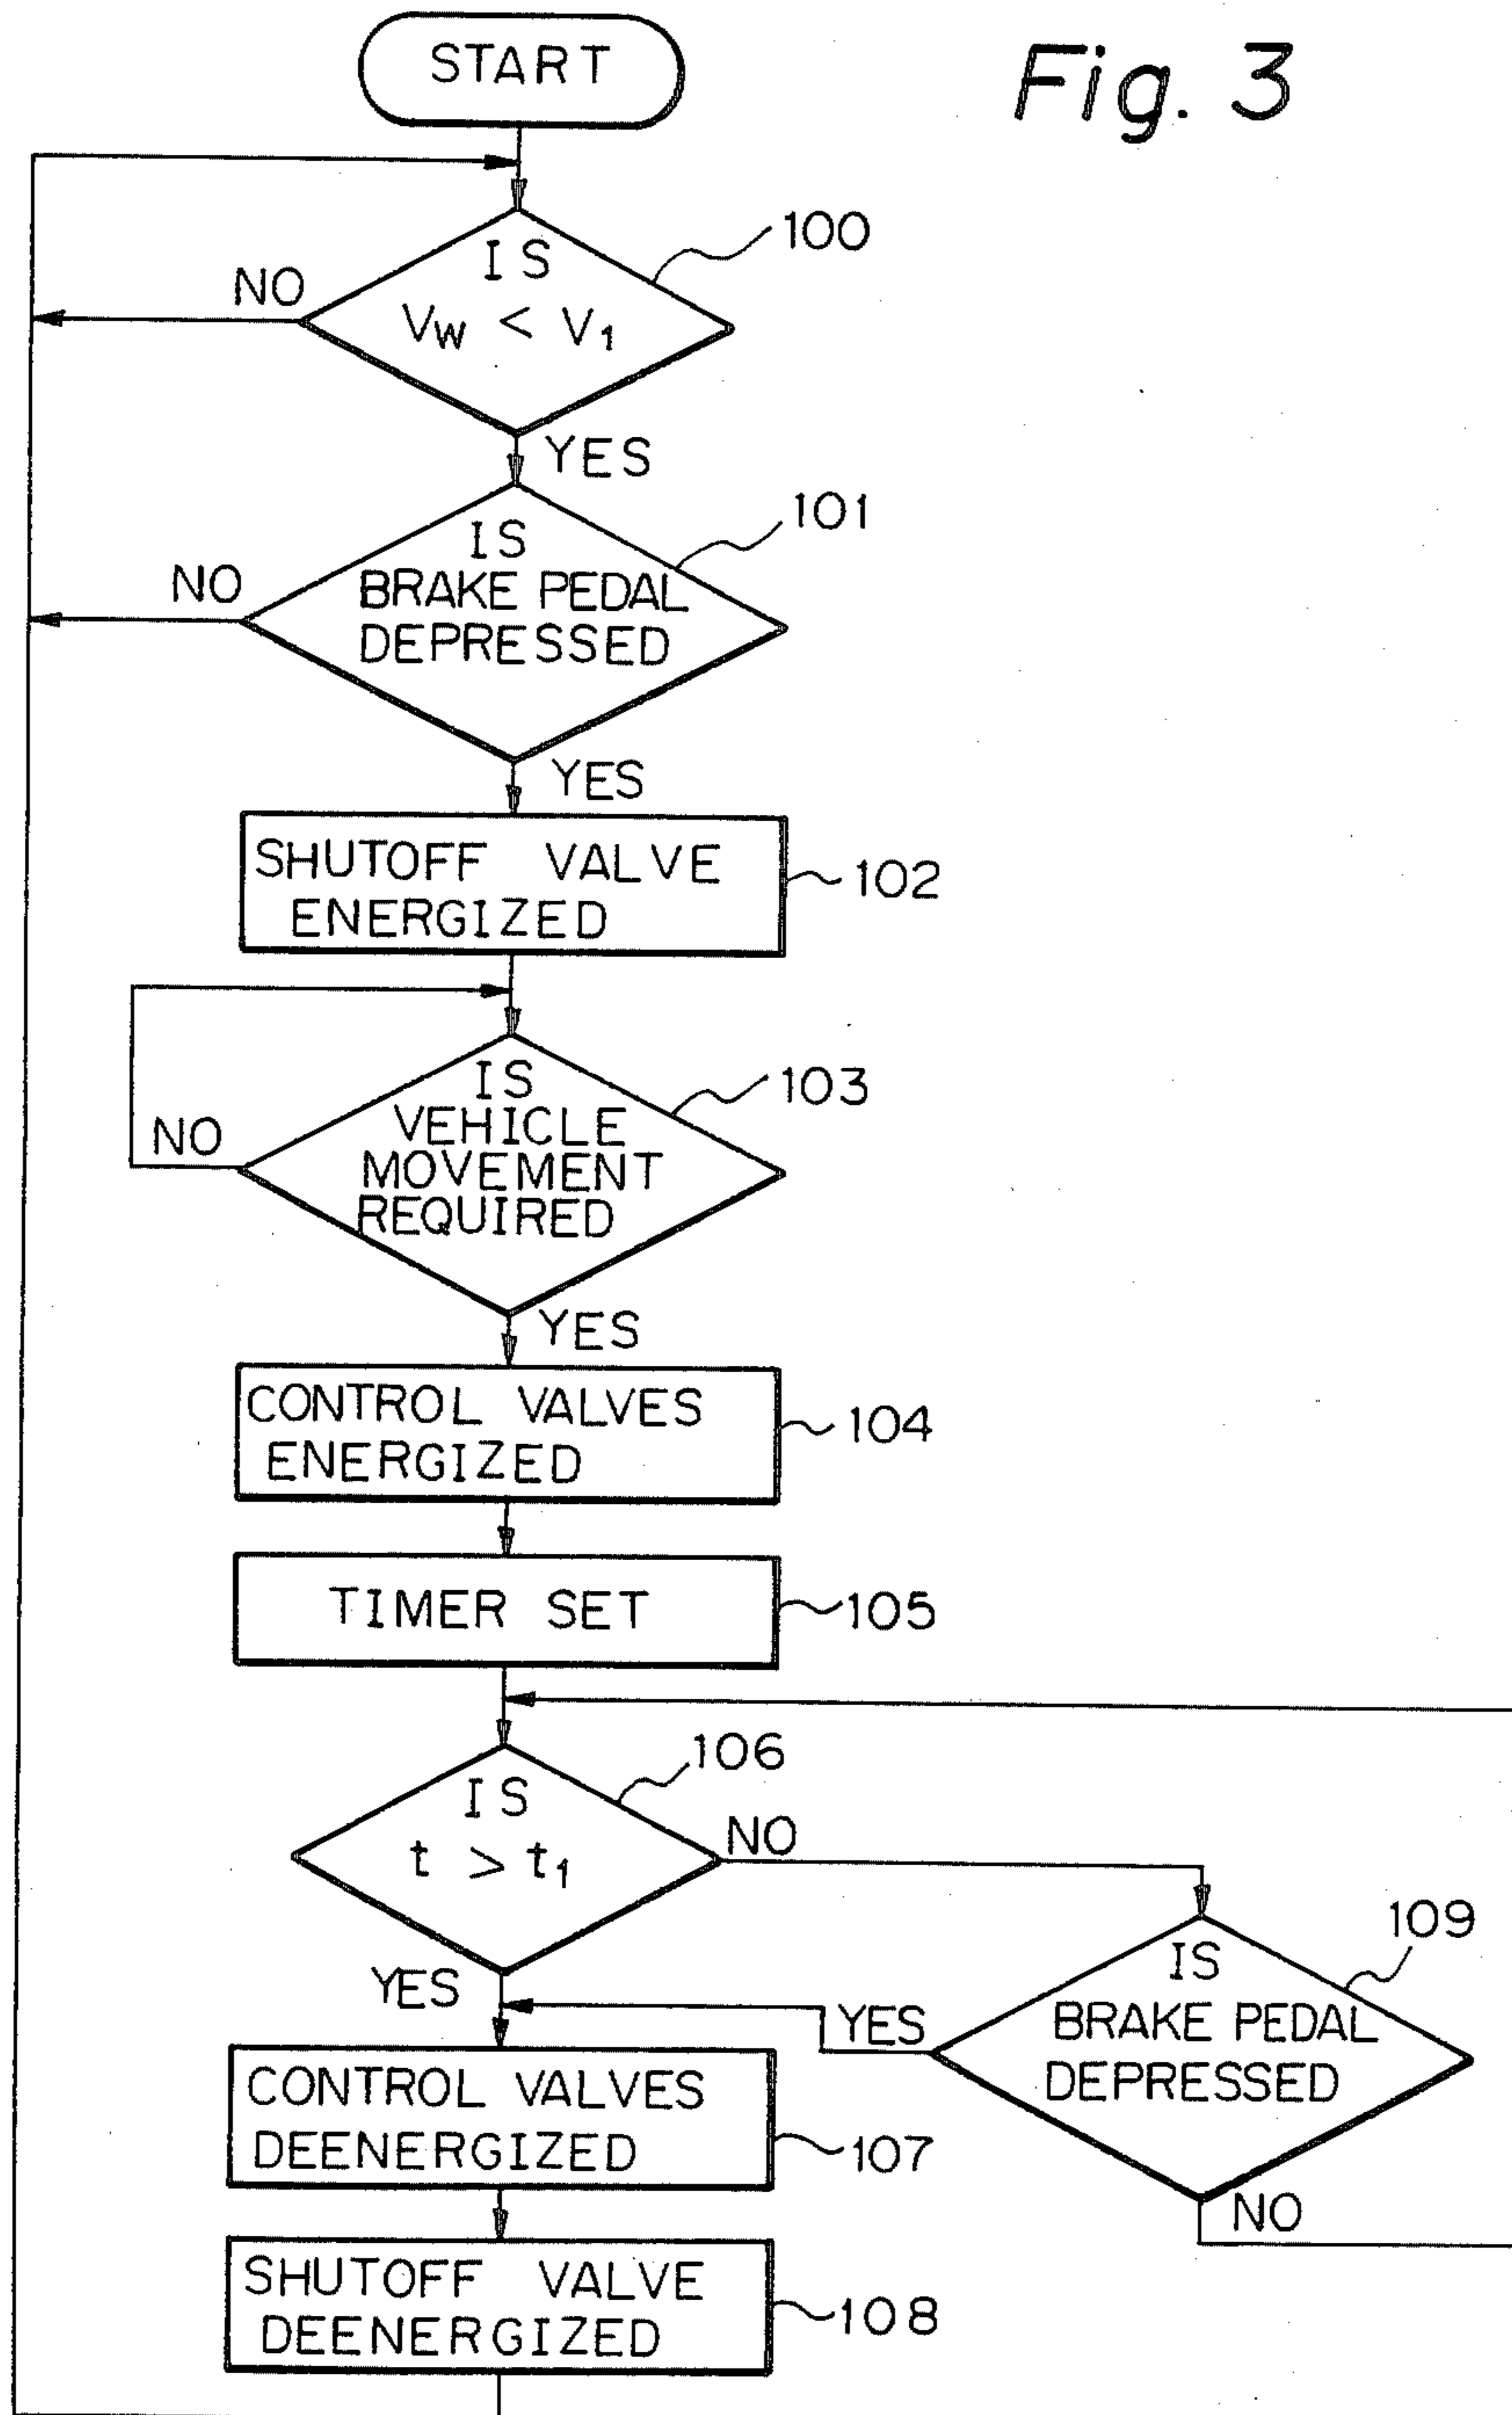 START
Fig. 3
100
IS
NO
VW < V1
YES
101
IS
NO
BRAKE PEDAL
DEPRESSED
YES
SHUTOFF VALVE
ENERGIZED
102
IS
103
VEHICLE
NO
MOVEMENT
REQUIRED
YES
CONTROL VALVES
ENERGIZED
104
TIMER SET
105
106
IS
NO
t > t1
109
YES
IS
BRAKE PEDAL
YES
DEPRESSED
CONTROL VALVES
DEENERGIZED
107
NO
SHUTOFF VALVE
DEENERGIZED
108